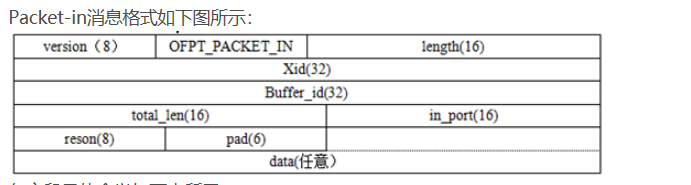 Packet-in消息格式如下图所示：
version（8） OFPT_PACKET_IN length(16)
Xid(32)
Buffer_id(32)
total_len(16) in_port(16)
reson(8) pad(6)
data(任意）